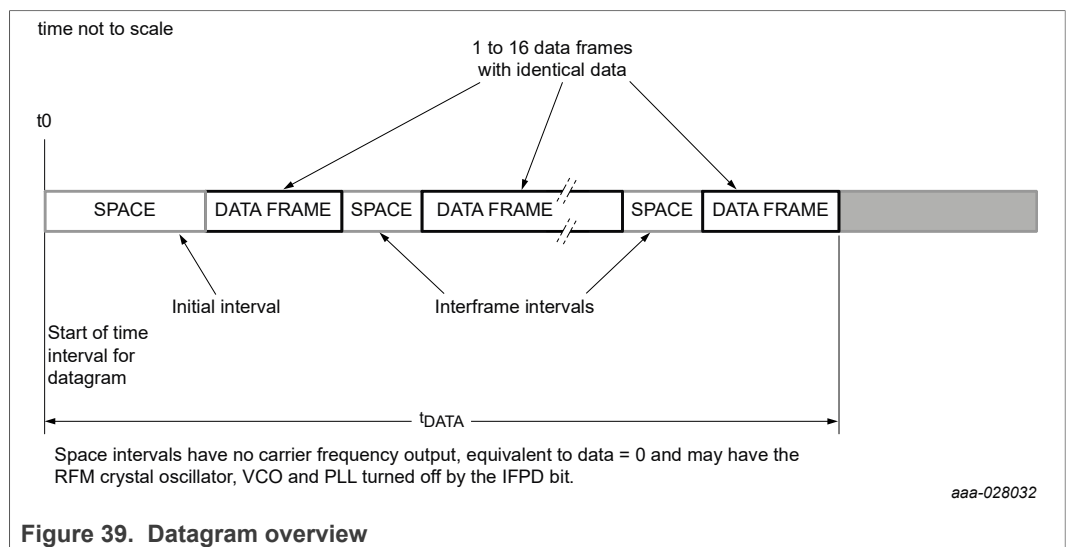 time not to scale
1 to 16 data frames
with identical data
t0
SPACE
DATA FRAME
SPACE
DATA FRAME
SPACE
DATA FRAME
Initial interval
Interframe intervals
Start of time
interval for
datagram
tDATA
Space intervals have no carrier frequency output, equivalent to data = 0 and may have the
RFM crystal oscillator, VCO and PLL turned off by the IFPD bit.
aaa-028032
Figure 39. Datagram overview